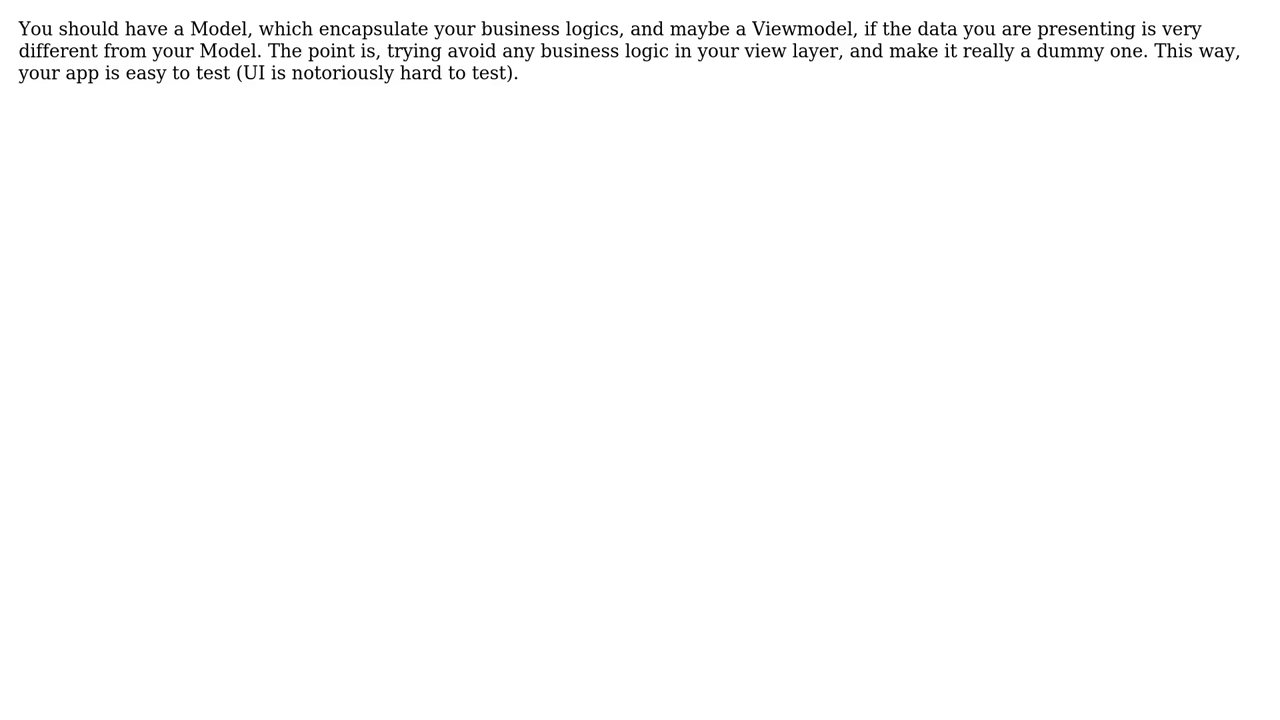 You should have a Model, which encapsulate your business logics, and maybe a Viewmodel, if the data you are presenting is very
different from your Model. The point is, trying avoid any business logic in your view layer, and make it really a dummy one. This way,
your app is easy to test (UI is notoriously hard to test).